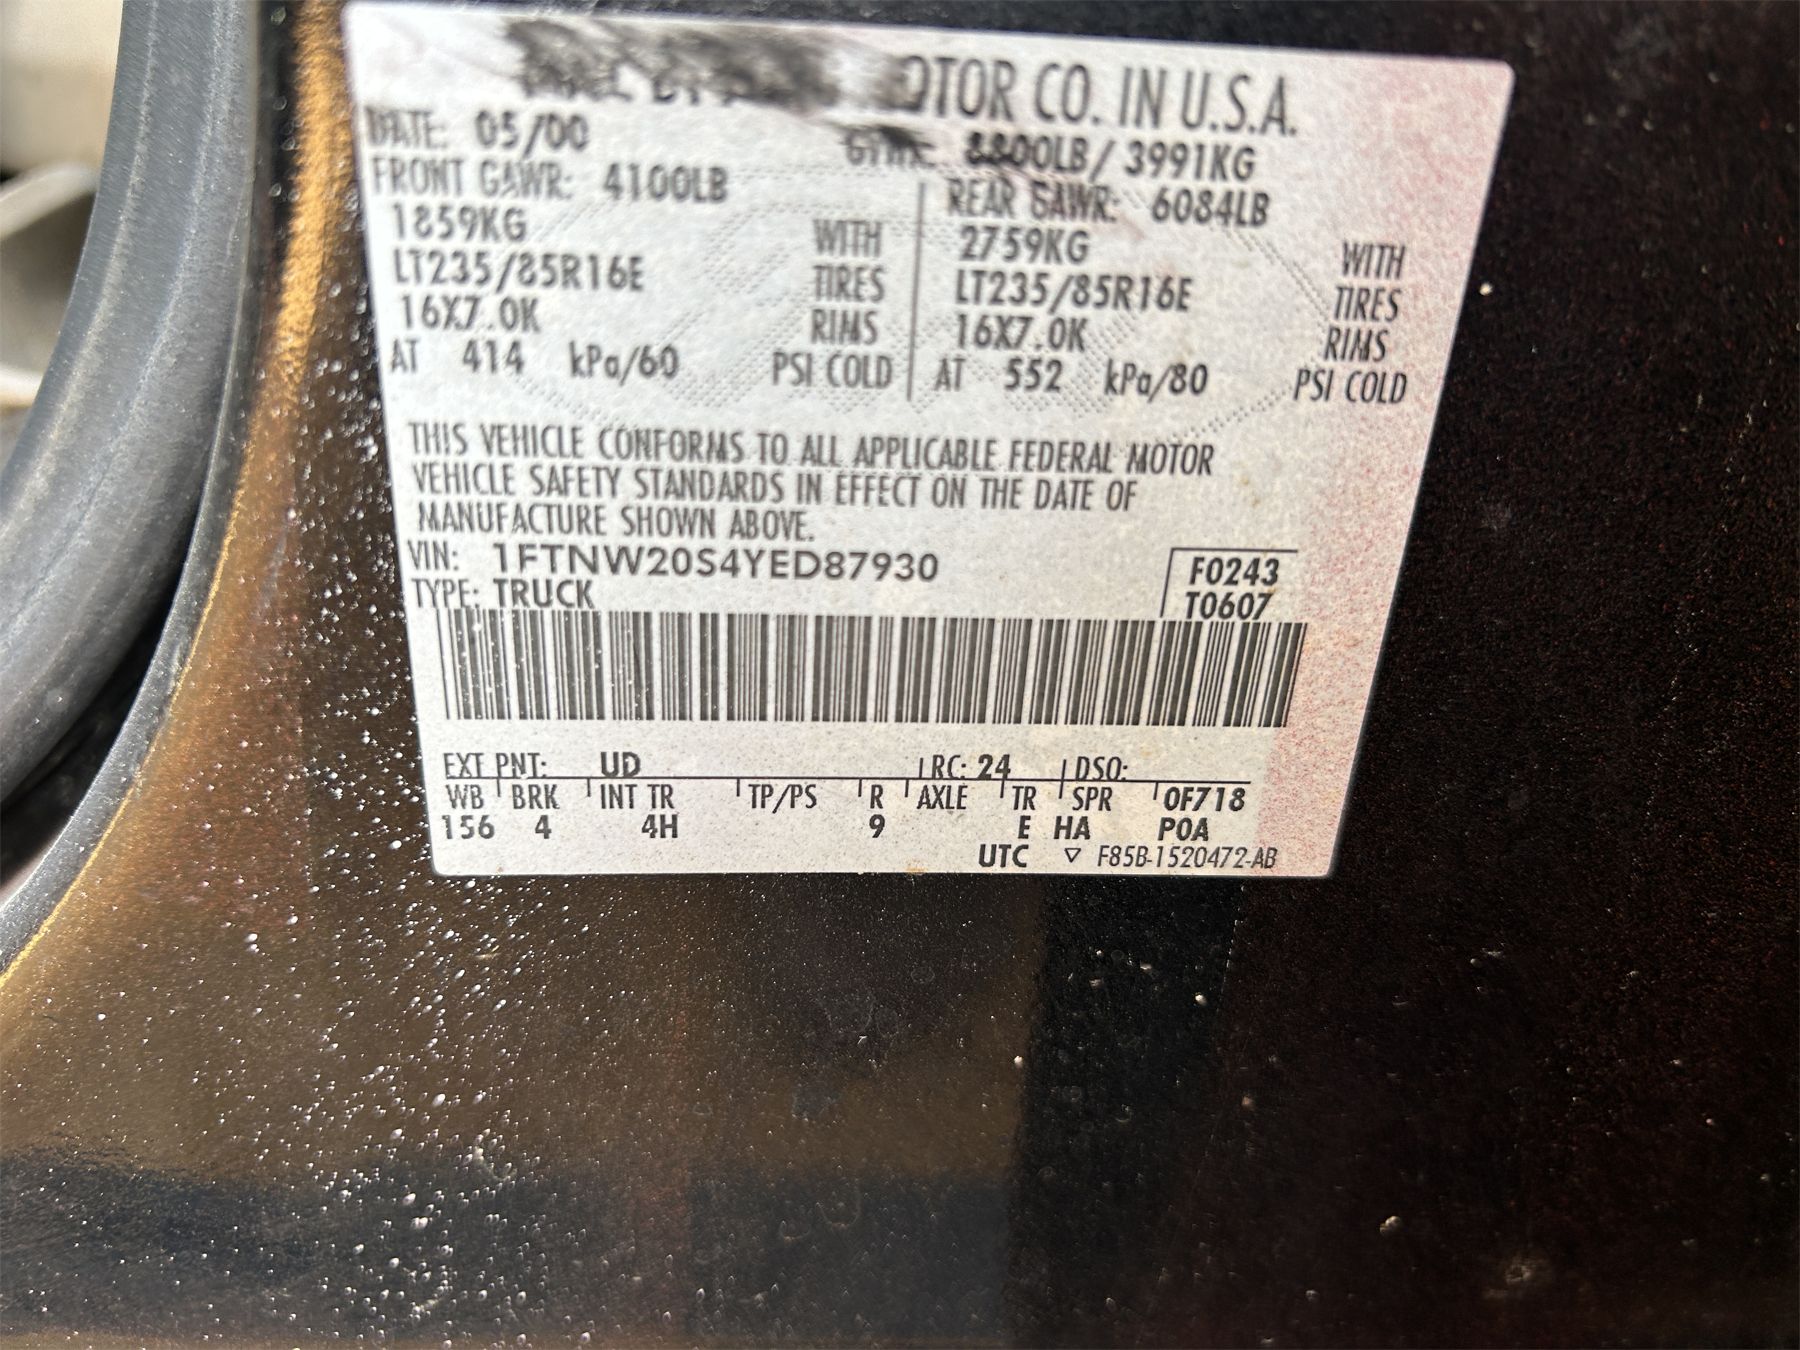 OTOR CO. IN U.S.A.
DATE: 05/00 8800LB/ 3991KG
FRONT GAWR: 4100LB REAR GAWR: 6084LB
1859KG WITH 2759KG WITH
LT235/85R16E TIRES LT235/85R16E TIRES
16X7.0K RIMS 16X7.0K RIMS
AT 414 kPa/60 PSI COLD AT 552 kPa/80 PSI COLD
THIS VEHICLE CONFORMS TO ALL APPLICABLE FEDERAL MOTOR
VEHICLE SAFETY STANDARDS IN EFFECT ON THE DATE OF
MANUFACTURE SHOWN ABOVE.
VIN: 1FTNW20S4YED87930 F0243
TYPE: TRUCK T0607
EXT PNT: UD RC: 24 DSO:
WB BRK INT TR TP/PS R AXLE TR SPR 0F718
156 4 4H 9 E HA P0A
UTC ▽ F85B-1520472-AB